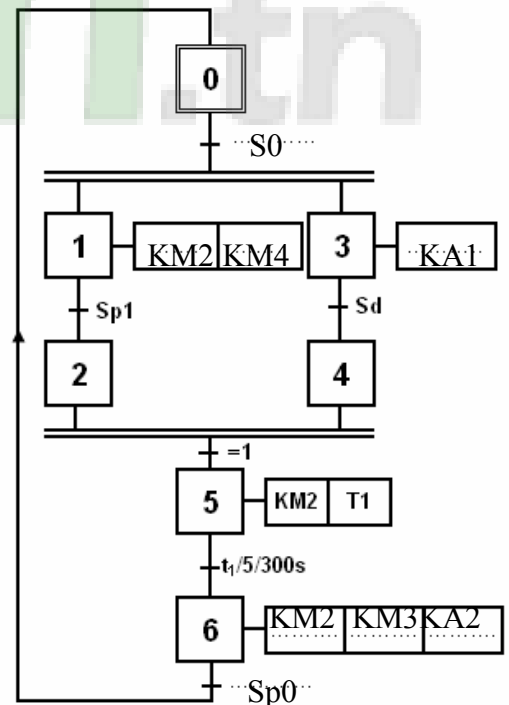 .tn
0
S0
1 KM2 KM4 3 KA1
Sp1 Sd
2 4
=1
5 KM2 T1
t₁/5/300s
6 KM2 KM3 KA2
Sp0